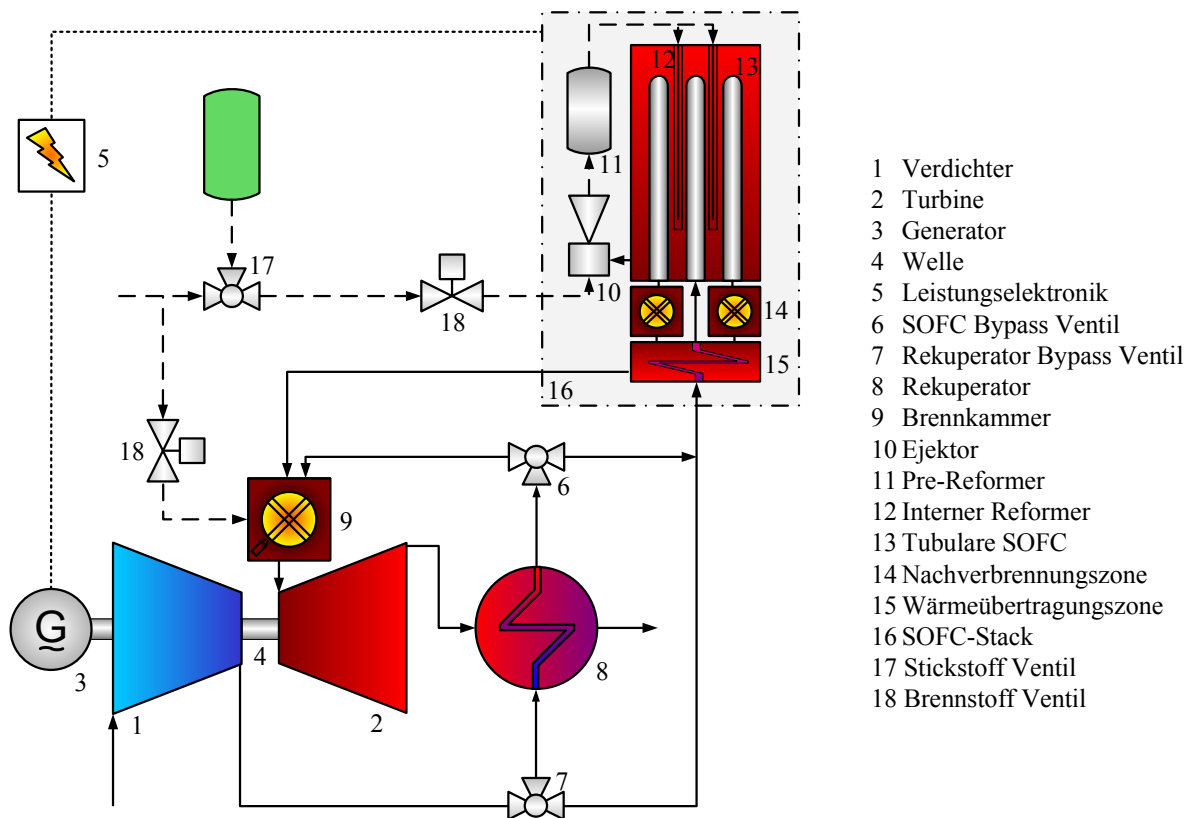 12
13
5
11
17
10
14
18
15
16
18
6
9
G
~
4
8
3
1
2
7
1 Verdichter
2 Turbine
3 Generator
4 Welle
5 Leistungselektronik
6 SOFC Bypass Ventil
7 Rekuperator Bypass Ventil
8 Rekuperator
9 Brennkammer
10 Ejektor
11 Pre-Reformer
12 Interner Reformer
13 Tubulare SOFC
14 Nachverbrennungszone
15 Wärmeübertragungszone
16 SOFC-Stack
17 Stickstoff Ventil
18 Brennstoff Ventil